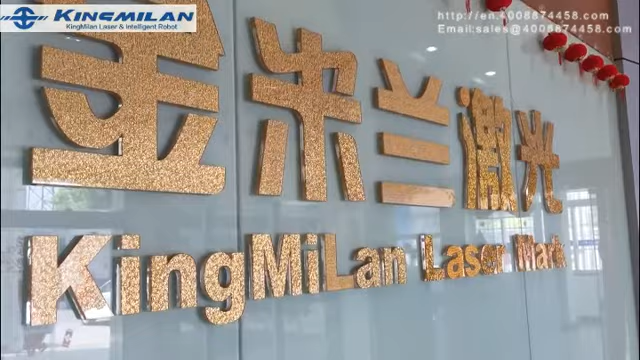 KINGMILAN
KingMilan Laser & Intelligent Robot
http://en.4008874458.com
Email:sales@4008874458.com
金米兰激光
KingMiLan Laser Mark